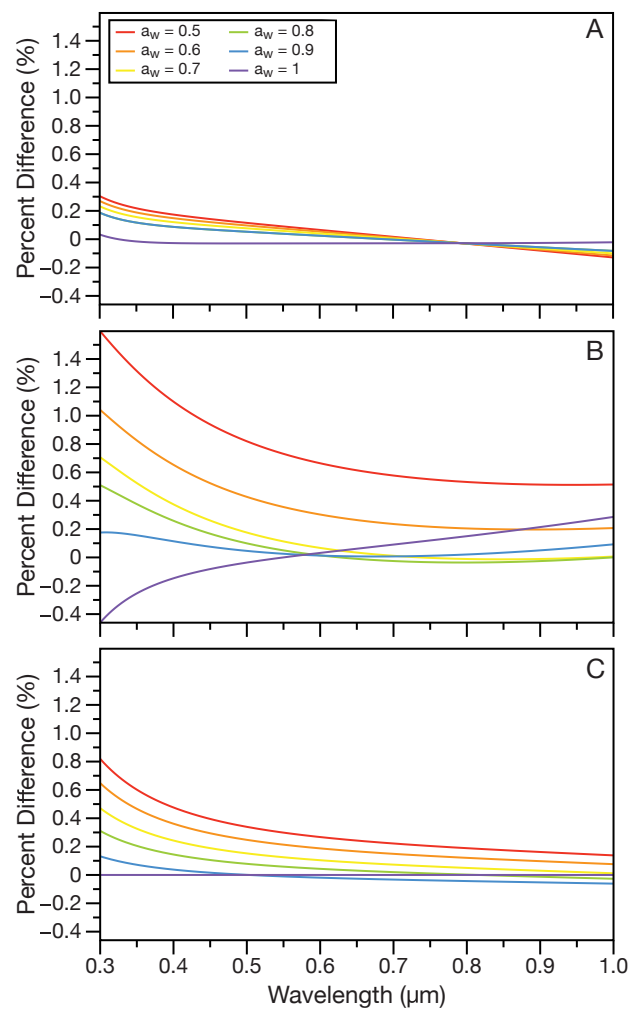 A
a_w = 0.5 a_w = 0.8
a_w = 0.6 a_w = 0.9
a_w = 0.7 a_w = 1
Percent Difference (%)
1.4
1.2
1.0
0.8
0.6
0.4
0.2
0
−0.2
−0.4
B
Percent Difference (%)
1.4
1.2
1.0
0.8
0.6
0.4
0.2
0
−0.2
−0.4
C
Percent Difference (%)
1.4
1.2
1.0
0.8
0.6
0.4
0.2
0
−0.2
−0.4
0.3 0.4 0.5 0.6 0.7 0.8 0.9 1.0
Wavelength (µm)